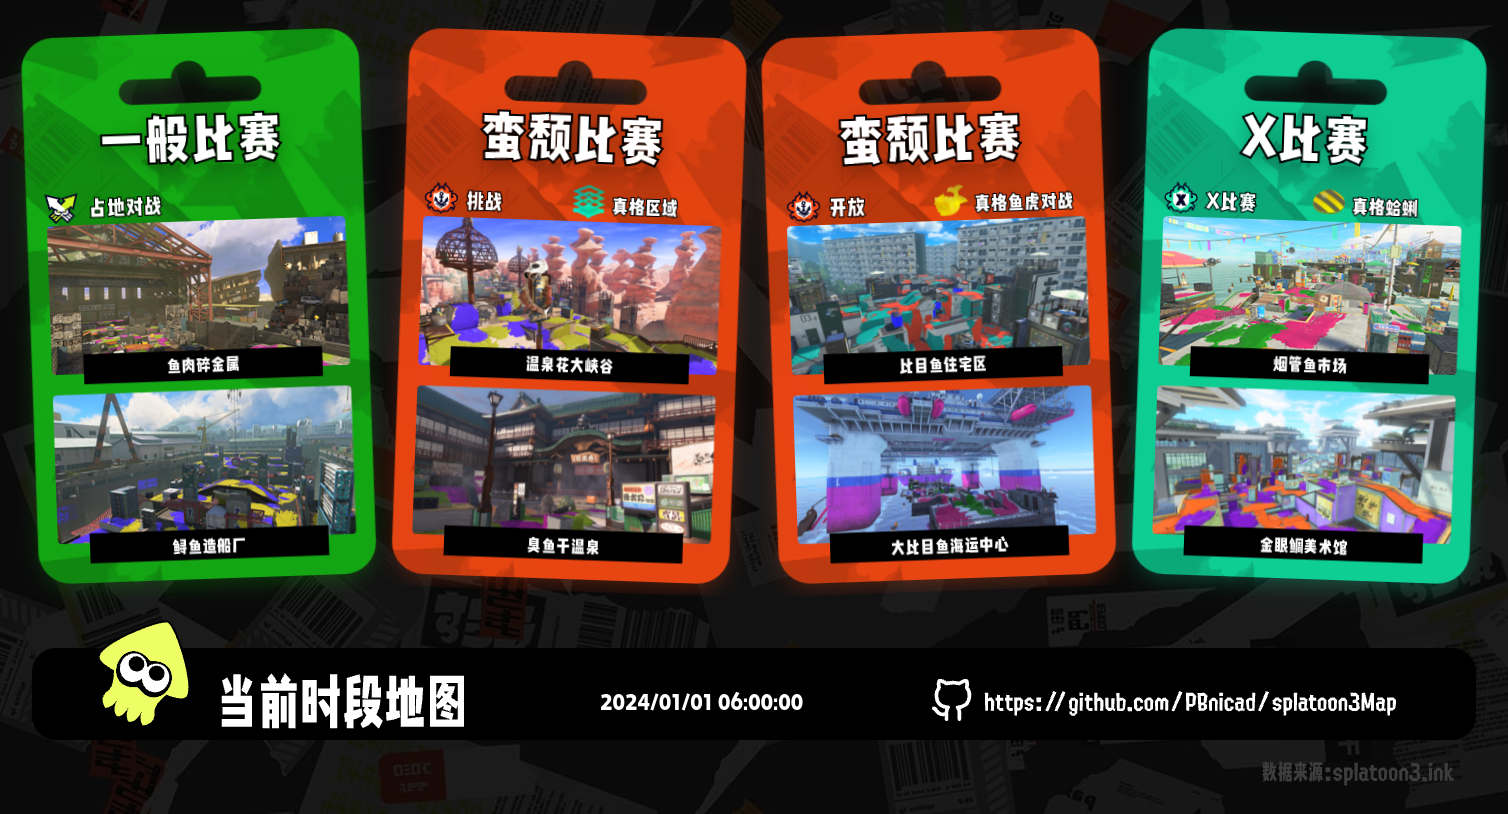 一般比赛
占地对战
鱼肉碎金属
鲟鱼造船厂
蛮颓比赛
挑战
真格区域
温泉花大峡谷
臭鱼干温泉
蛮颓比赛
开放
真格鱼虎对战
比目鱼住宅区
大比目鱼海运中心
X比赛
X比赛
真格蛤蜊
烟管鱼市场
金眼鲷美术馆
当前时段地图
2024/01/01 06:00:00
https://github.com/PBnicad/splatoon3Map
数据来源:splatoon3.ink